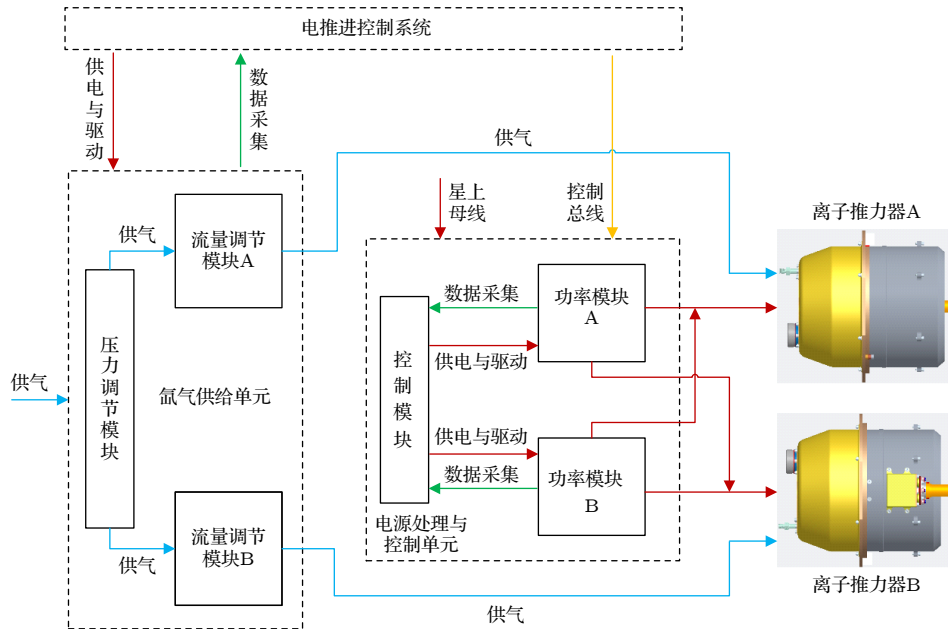 电推进控制系统
供电与驱动
数据采集
供气
星上
母线
控制
总线
离子推力器A
供气
流量调节
模块A
数据采集
功率模块
A
供气
压力调节模块
氙气供给单元
控制模块
供电与驱动
供电与驱动
数据采集
功率模块
B
供气
流量调节
模块B
电源处理与
控制单元
供气
离子推力器B